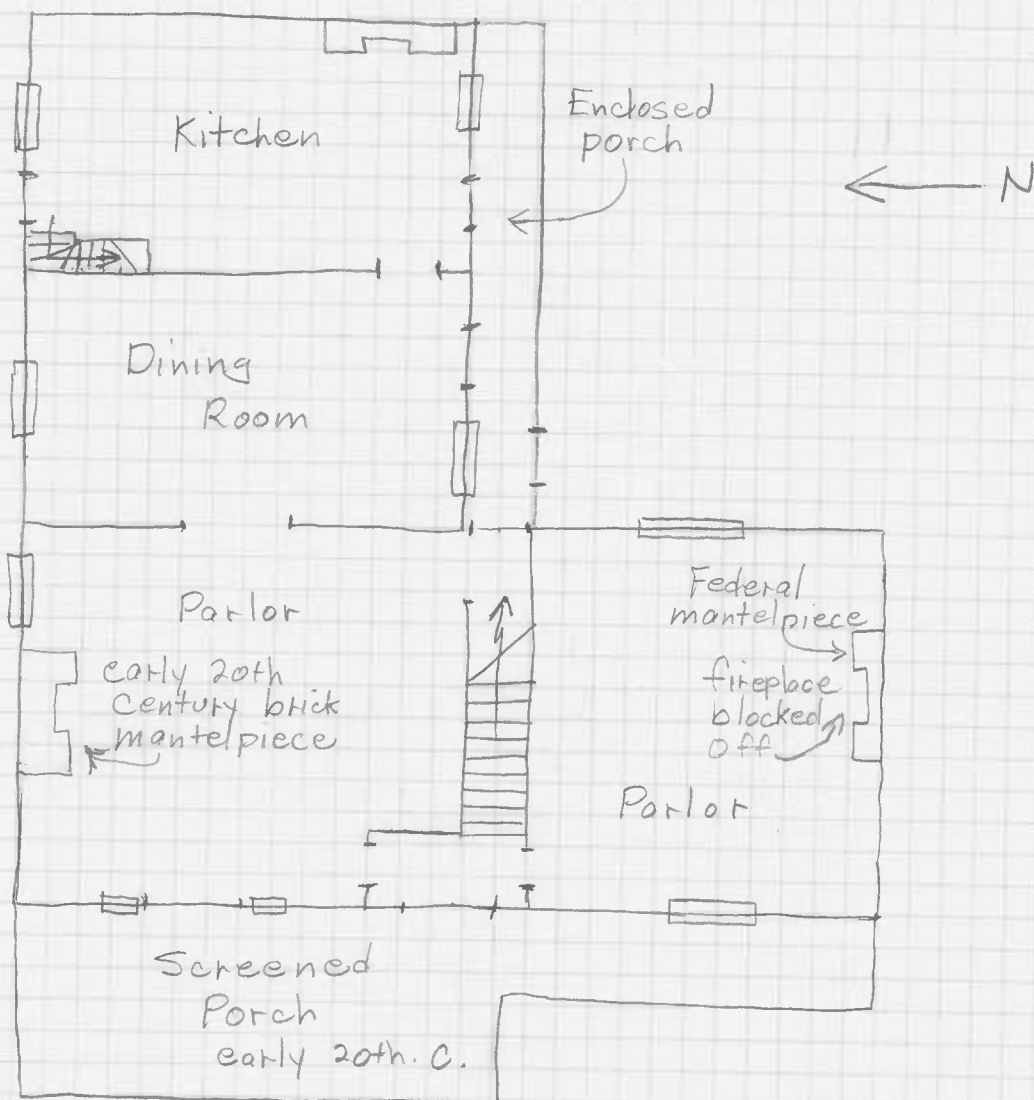 Kitchen
Enclosed
porch
N
Dining
Room
Parlor
early 20th
century brick
mantelpiece
Federal
mantelpiece
fireplace
blocked
off
Parlor
Screened
Porch
early 20th. C.